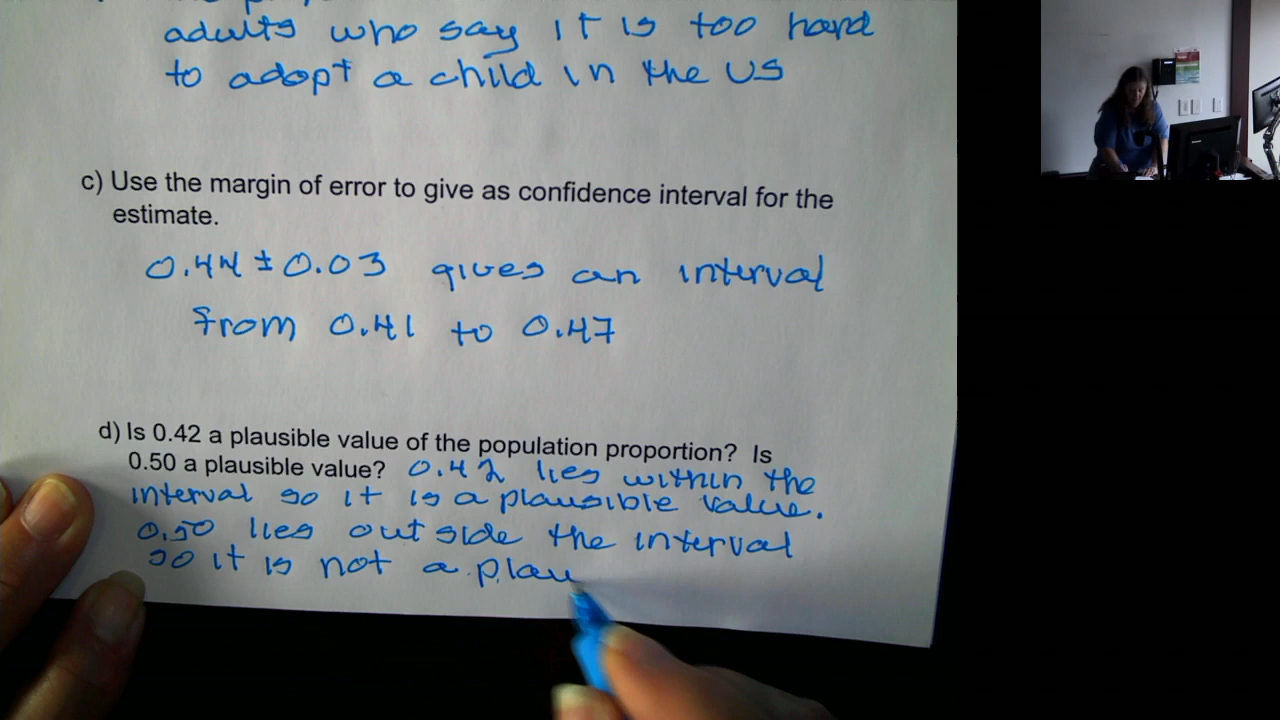 adults who say it is too hard
to adopt a child in the US
c) Use the margin of error to give as confidence interval for the
estimate.
0.44 ± 0.03 gives an interval
from 0.41 to 0.47
d) Is 0.42 a plausible value of the population proportion? Is
0.50 a plausible value? 0.42 lies within the
interval so it is a plausible value.
0.50 lies outside the interval
so it is not a plau